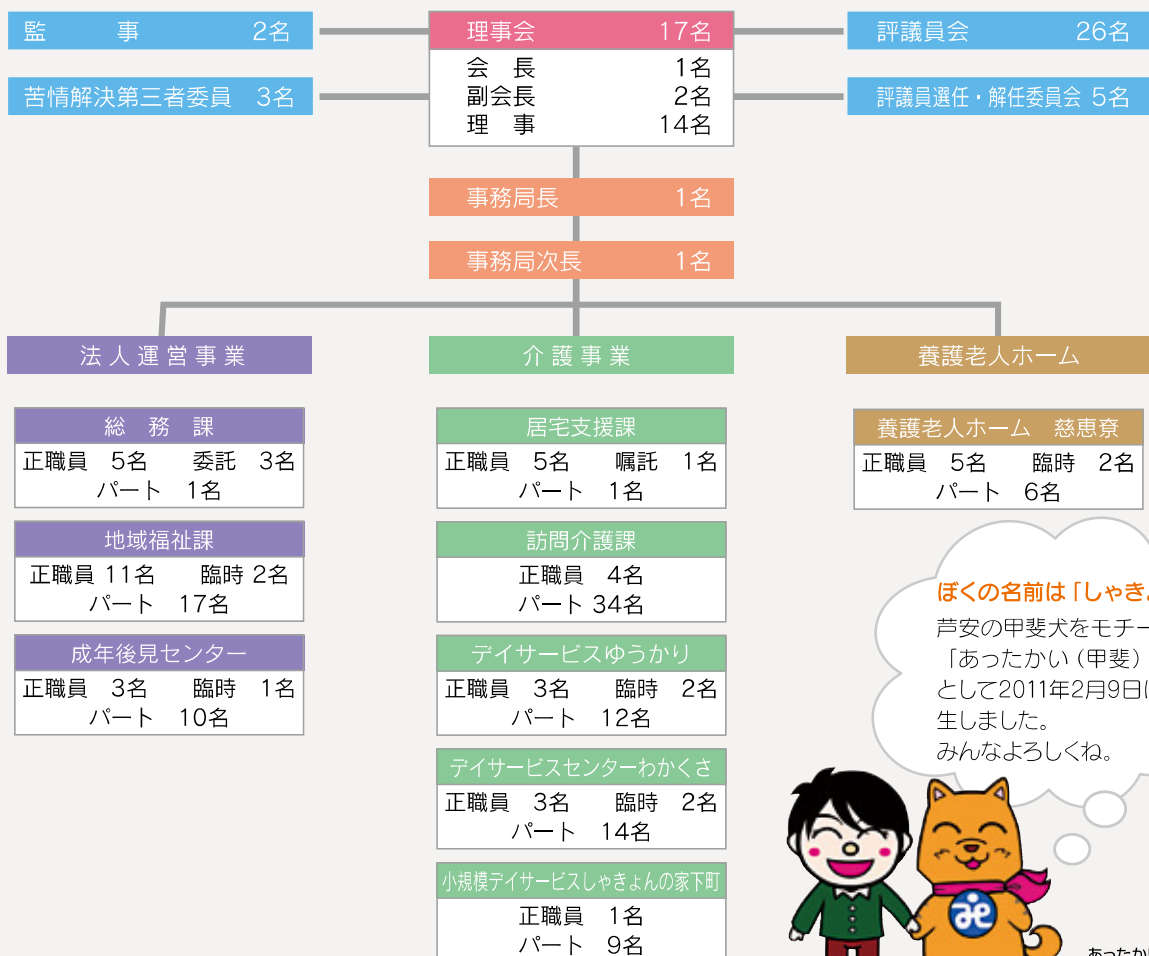 監　事　2名
苦情解決第三者委員　3名
理事会　17名
会　長　1名
副会長　2名
理　事　14名
評議員会　26名
評議員選任・解任委員会 5名
事務局長　1名
事務局次長　1名
法人運営事業
総　務　課
正職員　5名　委託　3名
パート　1名
地域福祉課
正職員 11名　臨時 2名
パート　17名
成年後見センター
正職員　3名　臨時　1名
パート　10名
介護事業
居宅支援課
正職員　5名　嘱託　1名
パート　1名
訪問介護課
正職員　4名
パート 34名
デイサービスゆうかり
正職員　3名　臨時　2名
パート　12名
デイサービスセンターわかくさ
正職員　3名　臨時　2名
パート　14名
小規模デイサービスしゃきょんの家下町
正職員　1名
パート　9名
養護老人ホーム
養護老人ホーム　慈恵寮
正職員　5名　臨時　2名
パート　6名
ぼくの名前は「しゃき
芦安の甲斐犬をモチー
「あったかい（甲斐）
として2011年2月9日
生しました。
みんなよろしくね。
あったか